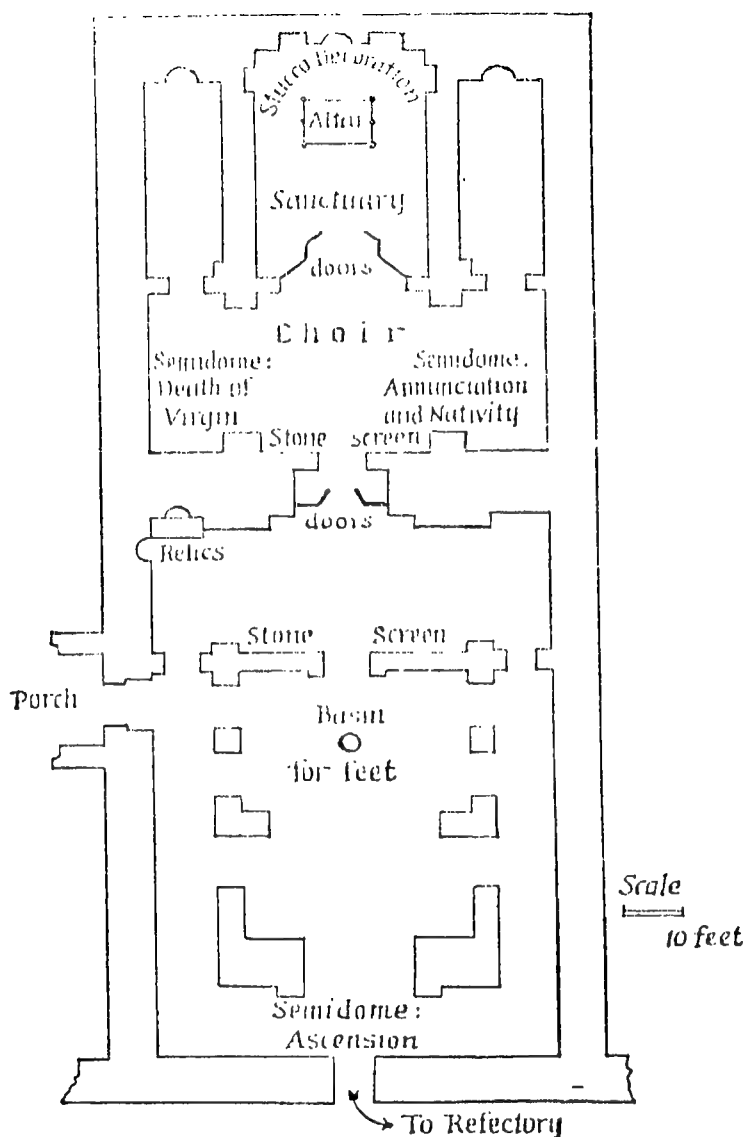 Stucco Decoration
Altar
Sanctuary
doors
Choir
Semidome:
Death of
Virgin
Semidome:
Annunciation
and Nativity
Stone Screen
doors
Relics
Stone Screen
Porch
Basin
for feet
Scale
10 feet
Semidome:
Ascension
To Refectory